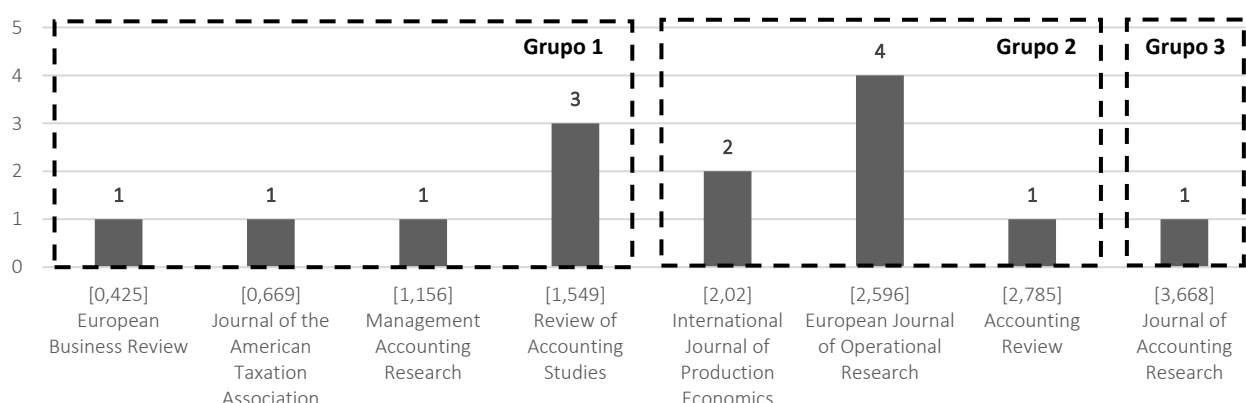 5
4
3
2
1
0
Grupo 1
Grupo 2
Grupo 3
1
1
1
3
2
4
1
1
[0,425]
European
Business Review
[0,669]
Journal of the
American
Taxation
Association
[1,156]
Management
Accounting
Research
[1,549]
Review of
Accounting
Studies
[2,02]
International
Journal of
Production
Economics
[2,596]
European Journal
of Operational
Research
[2,785]
Accounting
Review
[3,668]
Journal of
Accounting
Research